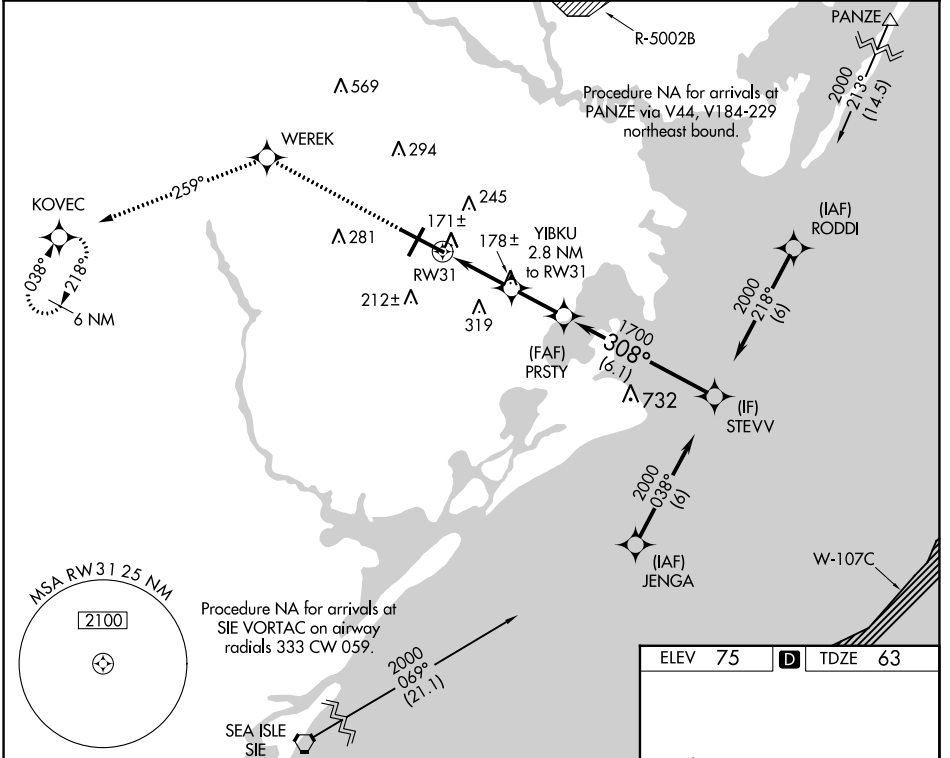 PANZE
R-5002B
2000
213°
(14.5)
Procedure NA for arrivals at
PANZE via V44, V184-229
northeast bound.
569
WEREK
294
259°
KOVEC
038°
218°
6 NM
245
171±
281
178±
YIBKU
2.8 NM
to RW31
RW31
212±
319
(IAF)
RODDI
2000
218°
(6)
(FAF)
PRSTY
1700
308°
(6.1)
732
(IF)
STEVV
2000
038°
(6)
(IAF)
JENGA
W-107C
MSA RW31 25 NM
2100
Procedure NA for arrivals at
SIE VORTAC on airway
radials 333 CW 059.
2000
069°
(21.1)
SEA ISLE
SIE
ELEV 75 D TDZE 63